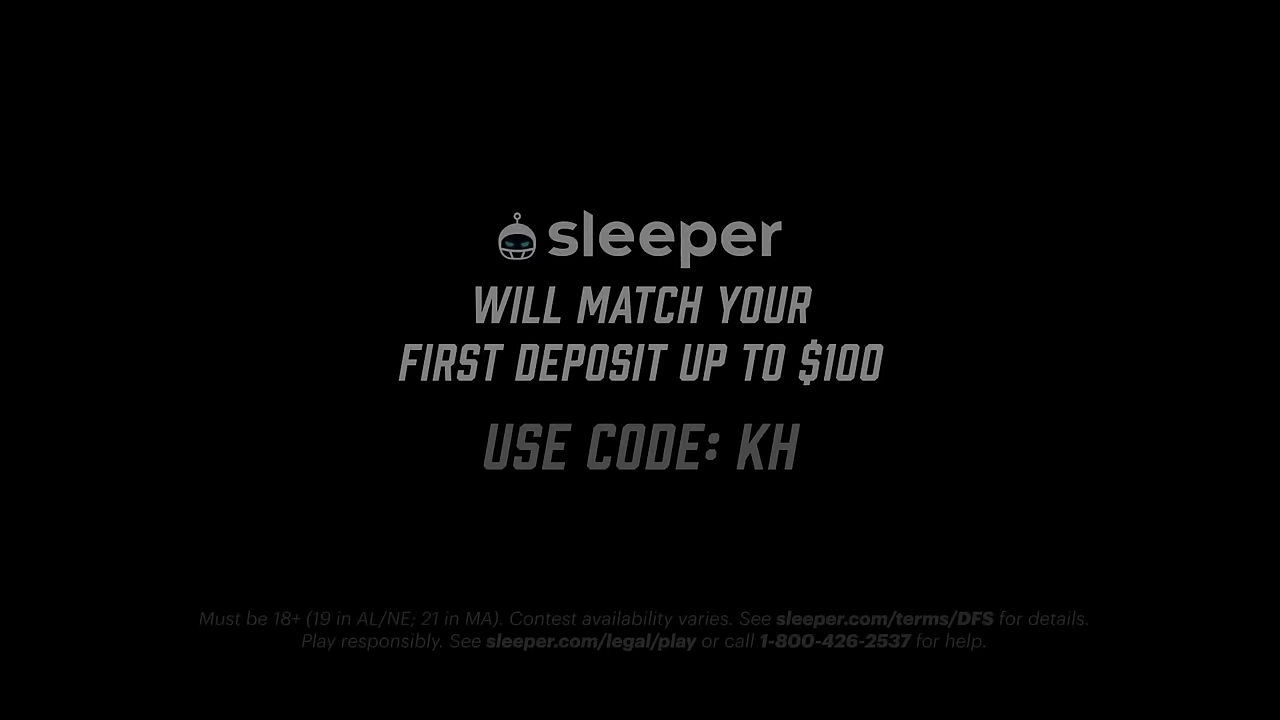 sleeper
WILL MATCH YOUR
FIRST DEPOSIT UP TO $100
USE CODE: KH
Must be 18+ (19 in AL/NE; 21 in MA). Contest availability varies. See sleeper.com/terms/DFS for details.
Play responsibly. See sleeper.com/legal/play or call 1-800-426-2537 for help.